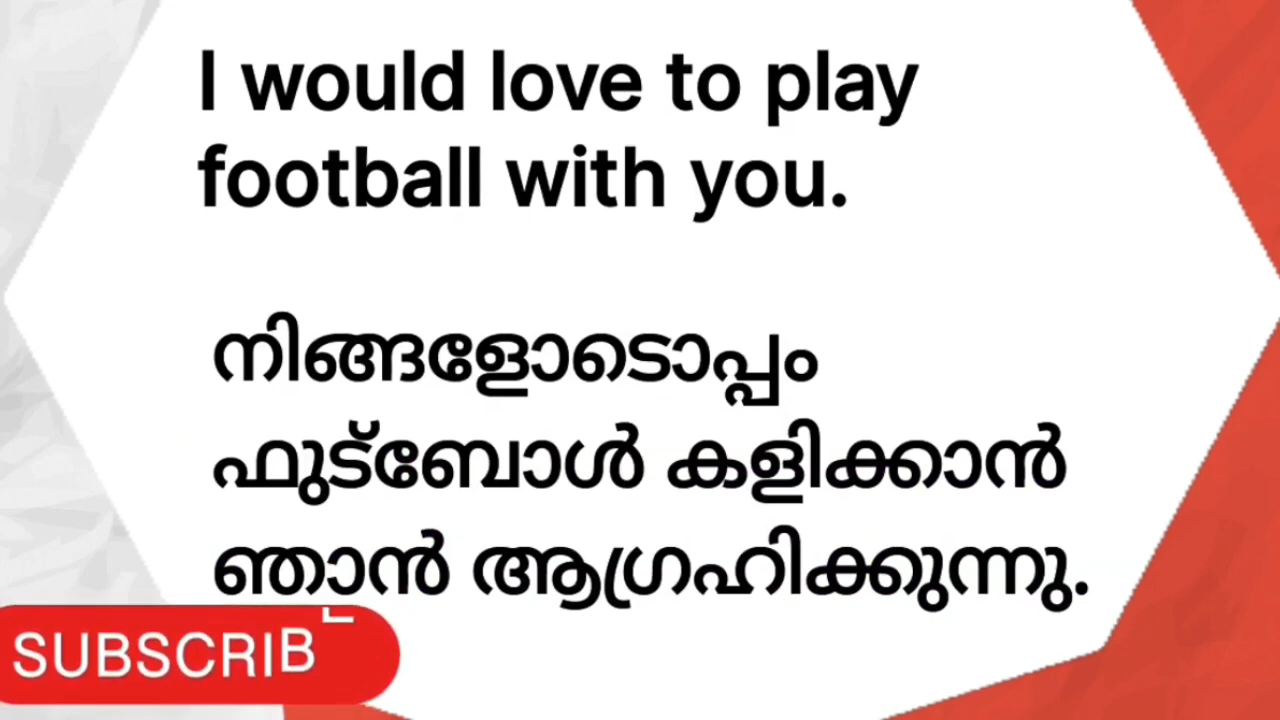 I would love to play
football with you.
നിങ്ങളോടൊപ്പം
ഫുട്ബോൾ കളിക്കാൻ
ഞാൻ ആഗ്രഹിക്കുന്നു.
SUBSCRIB